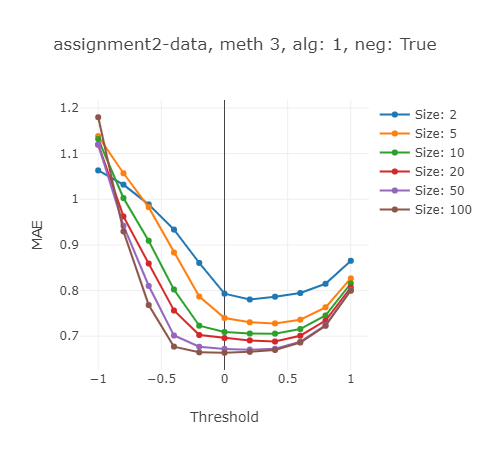 assignment2-data, meth 3, alg: 1, neg: True
1.2
1.1
1
0.9
0.8
0.7
MAE
−1
−0.5
0
0.5
1
Threshold
Size: 2
Size: 5
Size: 10
Size: 20
Size: 50
Size: 100